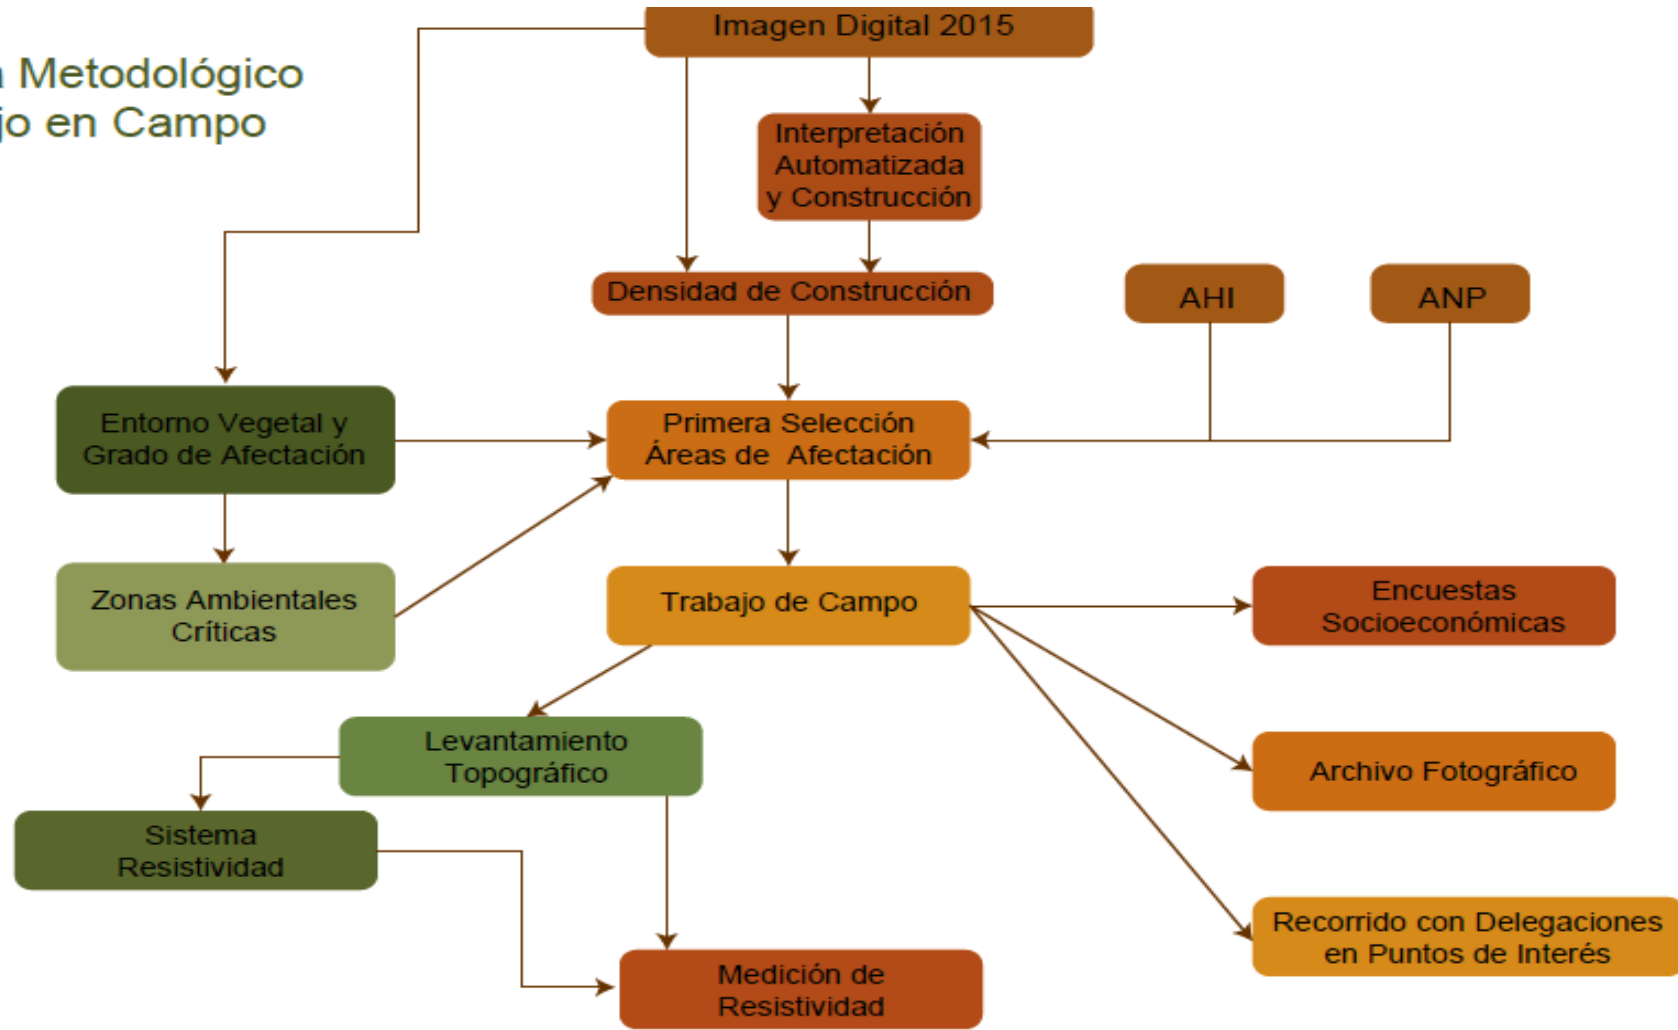 Imagen Digital 2015
Metodológico
en Campo
Interpretación
Automatizada
y Construcción
Densidad de Construcción
AHI
ANP
Entorno Vegetal y
Grado de Afectación
Primera Selección
Áreas de Afectación
Zonas Ambientales
Críticas
Trabajo de Campo
Encuestas
Socioeconómicas
Levantamiento
Topográfico
Archivo Fotográfico
Sistema
Resistividad
Recorrido con Delegaciones
en Puntos de Interés
Medición de
Resistividad